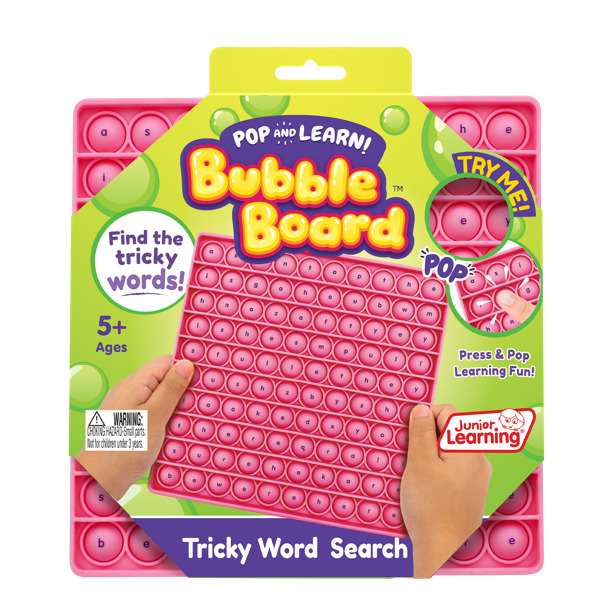 POP AND LEARN!
Bubble
Board™
TRY ME!
Find the
tricky
words!
POP
5+
Ages
Press & Pop
Learning Fun!
WARNING:
CHOKING HAZARD-Small parts.
Not for children under 3 years.
Junior
Learning
Tricky Word Search
a s
h e
i
e y
i s g o h a u b w m
h n o z a f t y e y
i s h e s m p u l
s f u l l e t h e y
b e w e r e h e r e
s
e
b e
i e